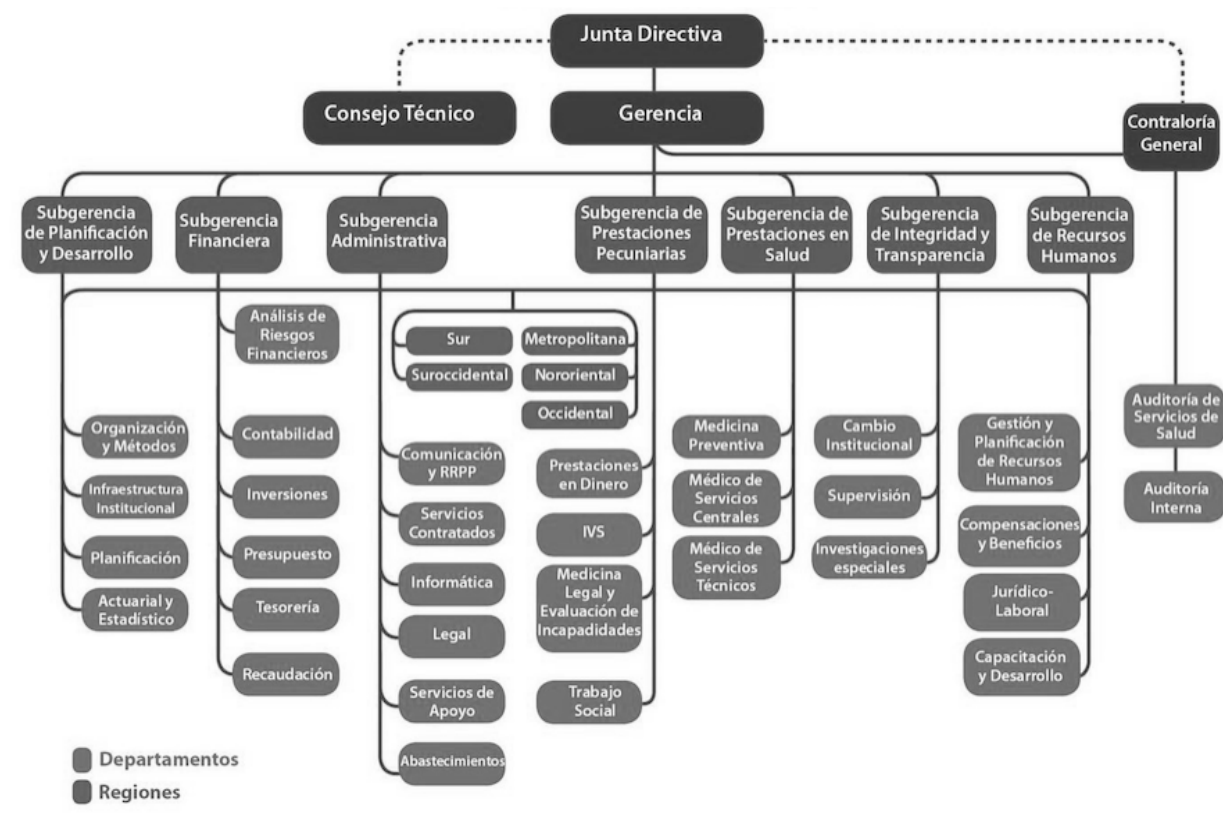 Junta Directiva
Consejo Técnico
Gerencia
Contraloría
General
Subgerencia
de Planificación
y Desarrollo
Subgerencia
Financiera
Subgerencia
Administrativa
Subgerencia de
Prestaciones
Pecuniarias
Subgerencia de
Prestaciones en
Salud
Subgerencia
de Integridad y
Transparencia
Subgerencia
de Recursos
Humanos
Organización
y Métodos
Infraestructura
Institucional
Planificación
Actuarial y
Estadístico
Análisis de
Riesgos
Financieros
Contabilidad
Inversiones
Presupuesto
Tesorería
Recaudación
Sur
Suroccidental
Metropolitana
Nororiental
Occidental
Comunicación
y RRPP
Servicios
Contratados
Informática
Legal
Servicios de
Apoyo
Abastecimientos
Prestaciones
en Dinero
IVS
Medicina
Legal y
Evaluación de
Incapadidades
Trabajo
Social
Medicina
Preventiva
Médico de
Servicios
Centrales
Médico de
Servicios
Técnicos
Cambio
Institucional
Supervisión
Investigaciones
especiales
Gestión y
Planificación
de Recursos
Humanos
Compensaciones
y Beneficios
Jurídico-
Laboral
Capacitación
y Desarrollo
Auditoría de
Servicios de
Salud
Auditoría
Interna
Departamentos
Regiones